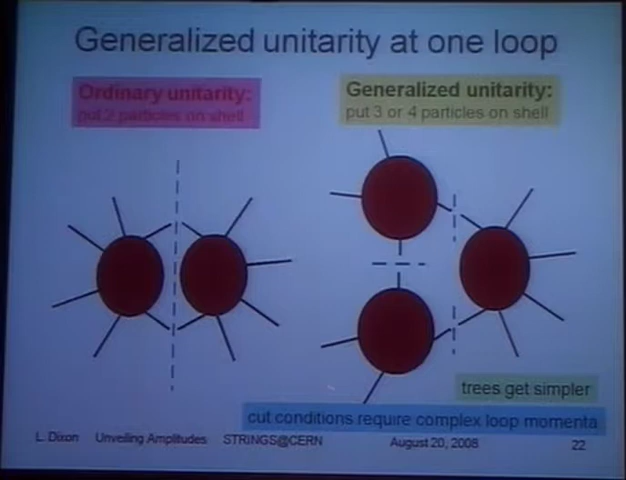 Generalized unitarity at one loop
Ordinary unitarity:
put 2 particles on shell
Generalized unitarity:
put 3 or 4 particles on shell
trees get simpler
cut conditions require complex loop momenta
L. Dixon Unveiling Amplitudes STRINGS@CERN August 20, 2008 22